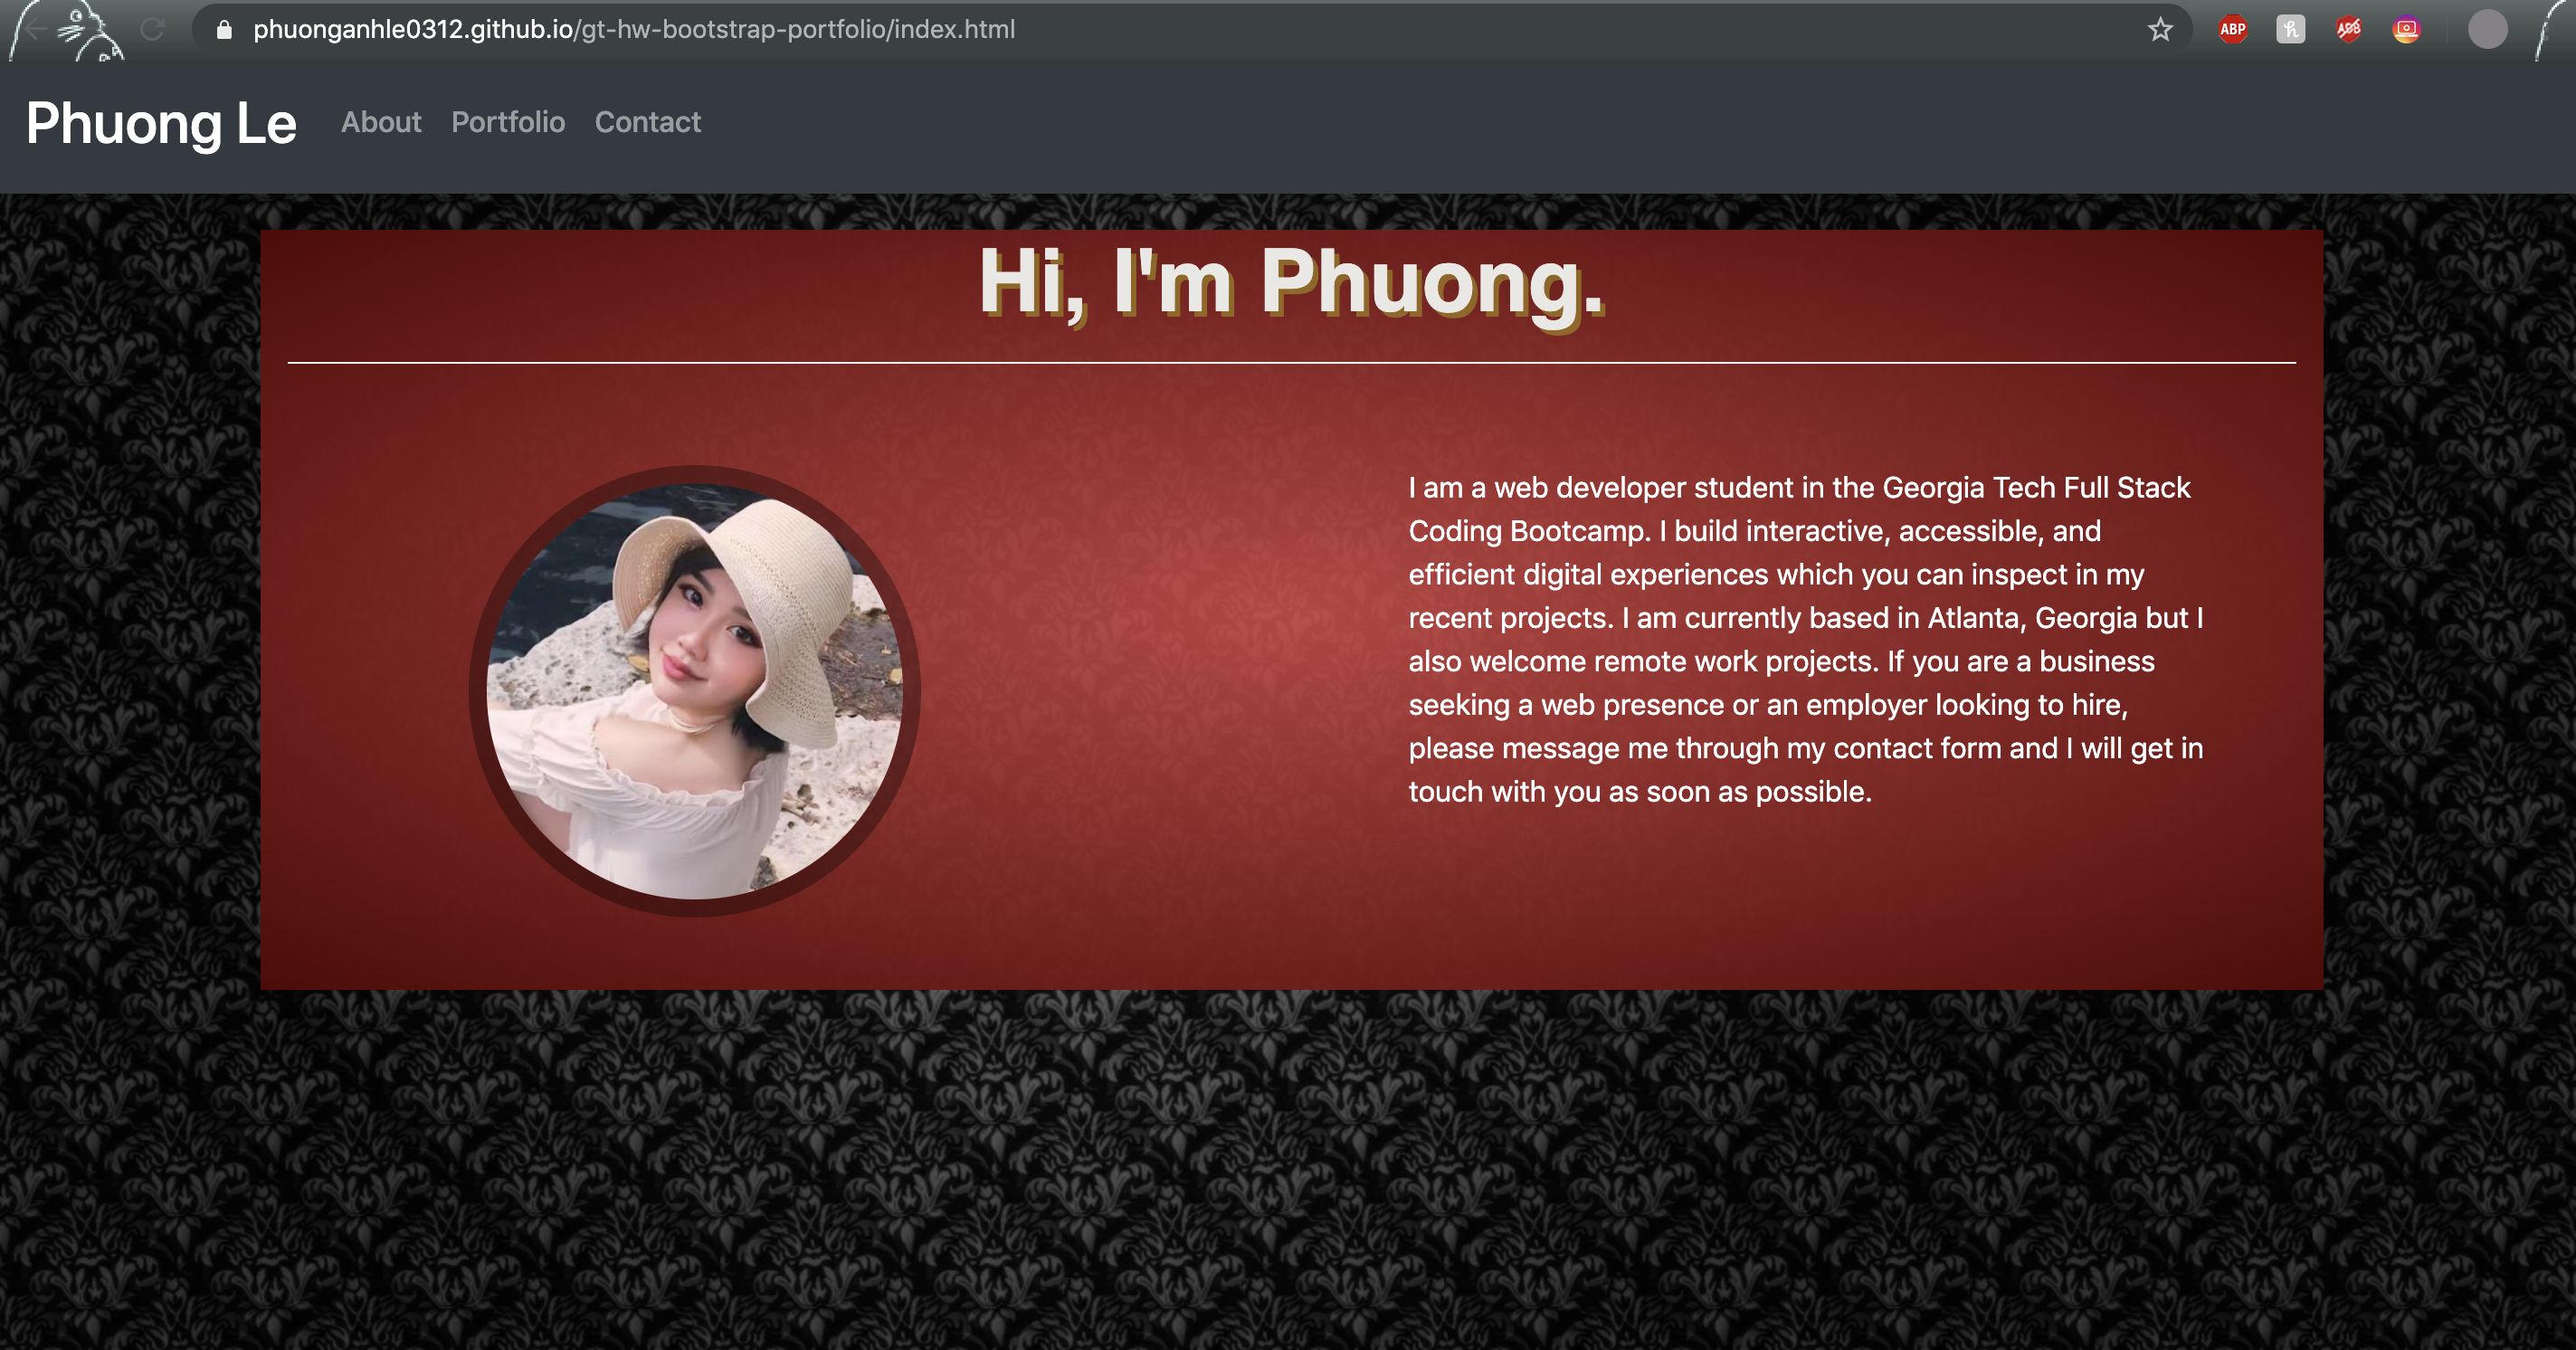 phuonganhle0312.github.io/gt-hw-bootstrap-portfolio/index.html
ABP
Phuong Le
About Portfolio Contact
Hi, I'm Phuong.
I am a web developer student in the Georgia Tech Full Stack
Coding Bootcamp. I build interactive, accessible, and
efficient digital experiences which you can inspect in my
recent projects. I am currently based in Atlanta, Georgia but I
also welcome remote work projects. If you are a business
seeking a web presence or an employer looking to hire,
please message me through my contact form and I will get in
touch with you as soon as possible.